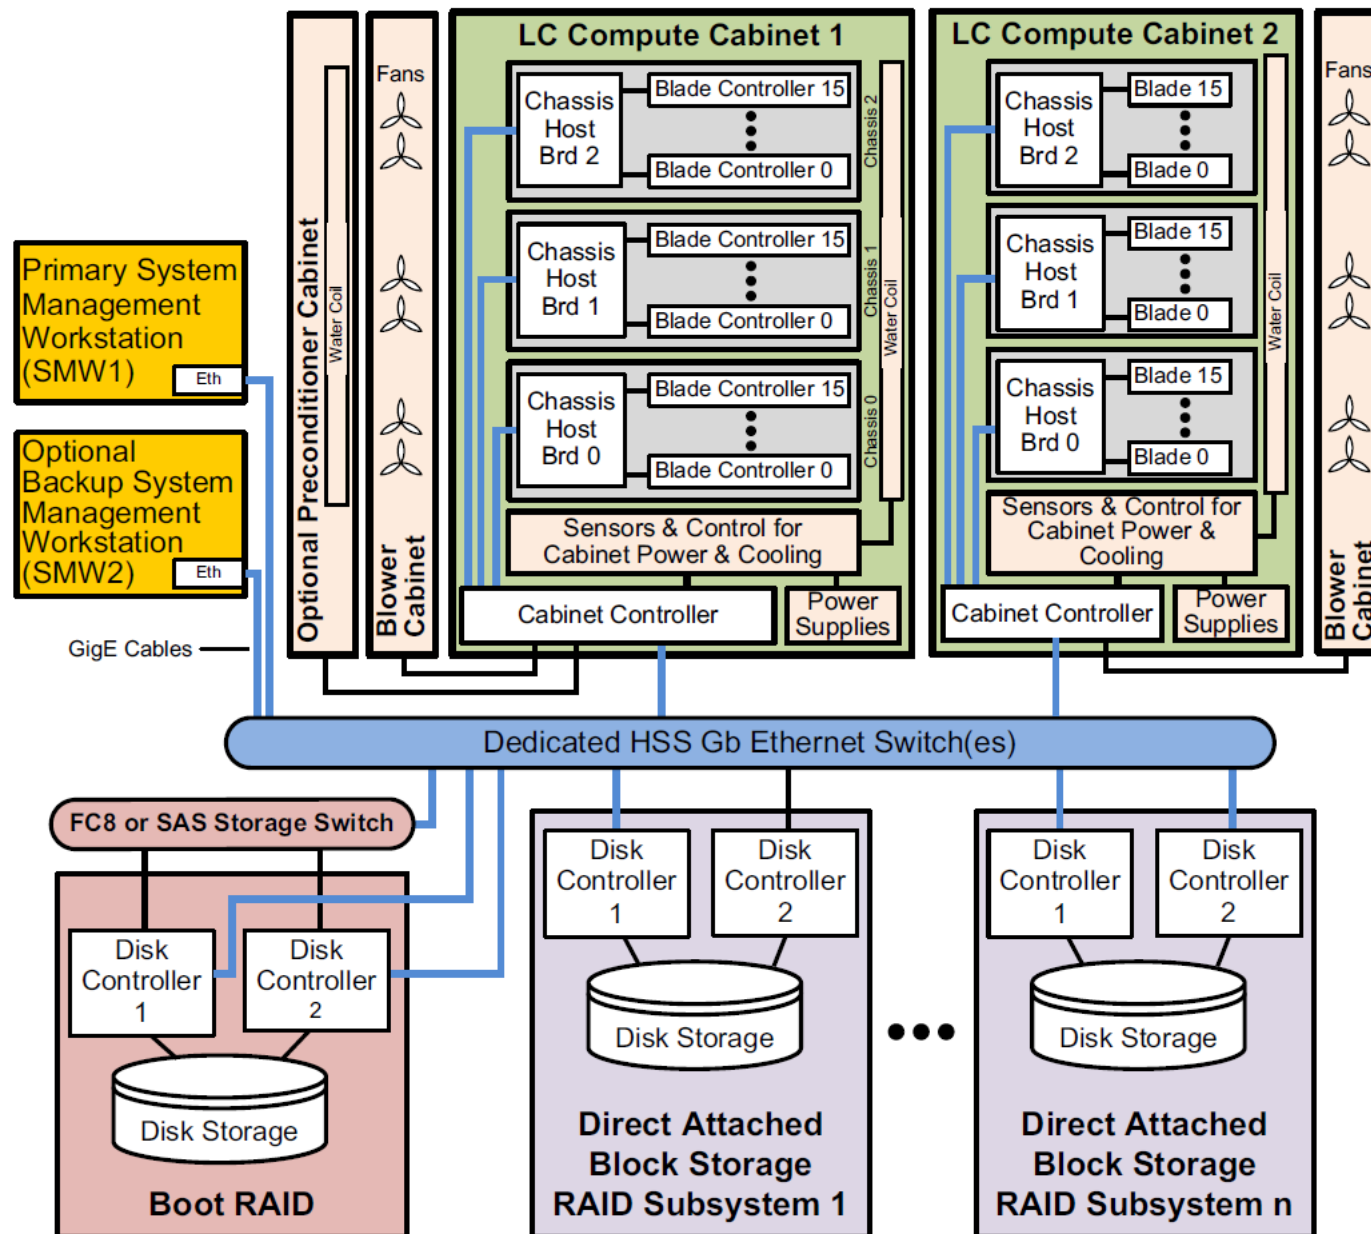 Optional Preconditioner Cabinet
Water Coil
Fans
Blower
Cabinet
LC Compute Cabinet 1
Chassis
Host
Brd 2
Blade Controller 15
Blade Controller 0
Chassis 2
Chassis
Host
Brd 1
Blade Controller 15
Blade Controller 0
Chassis 1
Chassis
Host
Brd 0
Blade Controller 15
Blade Controller 0
Chassis 0
Water Coil
Sensors & Control for
Cabinet Power & Cooling
Cabinet Controller
Power
Supplies
LC Compute Cabinet 2
Chassis
Host
Brd 2
Blade 15
Blade 0
Chassis
Host
Brd 1
Blade 15
Blade 0
Chassis
Host
Brd 0
Blade 15
Blade 0
Water Coil
Sensors & Control for
Cabinet Power &
Cooling
Cabinet Controller
Power
Supplies
Fans
Blower
Cabinet
Primary System
Management
Workstation
(SMW1)
Eth
Optional
Backup System
Management
Workstation
(SMW2)
Eth
GigE Cables
Dedicated HSS Gb Ethernet Switch(es)
FC8 or SAS Storage Switch
Disk
Controller
1
Disk
Controller
2
Disk Storage
Boot RAID
Disk
Controller
1
Disk
Controller
2
Disk Storage
Direct Attached
Block Storage
RAID Subsystem 1
Disk
Controller
1
Disk
Controller
2
Disk Storage
Direct Attached
Block Storage
RAID Subsystem n